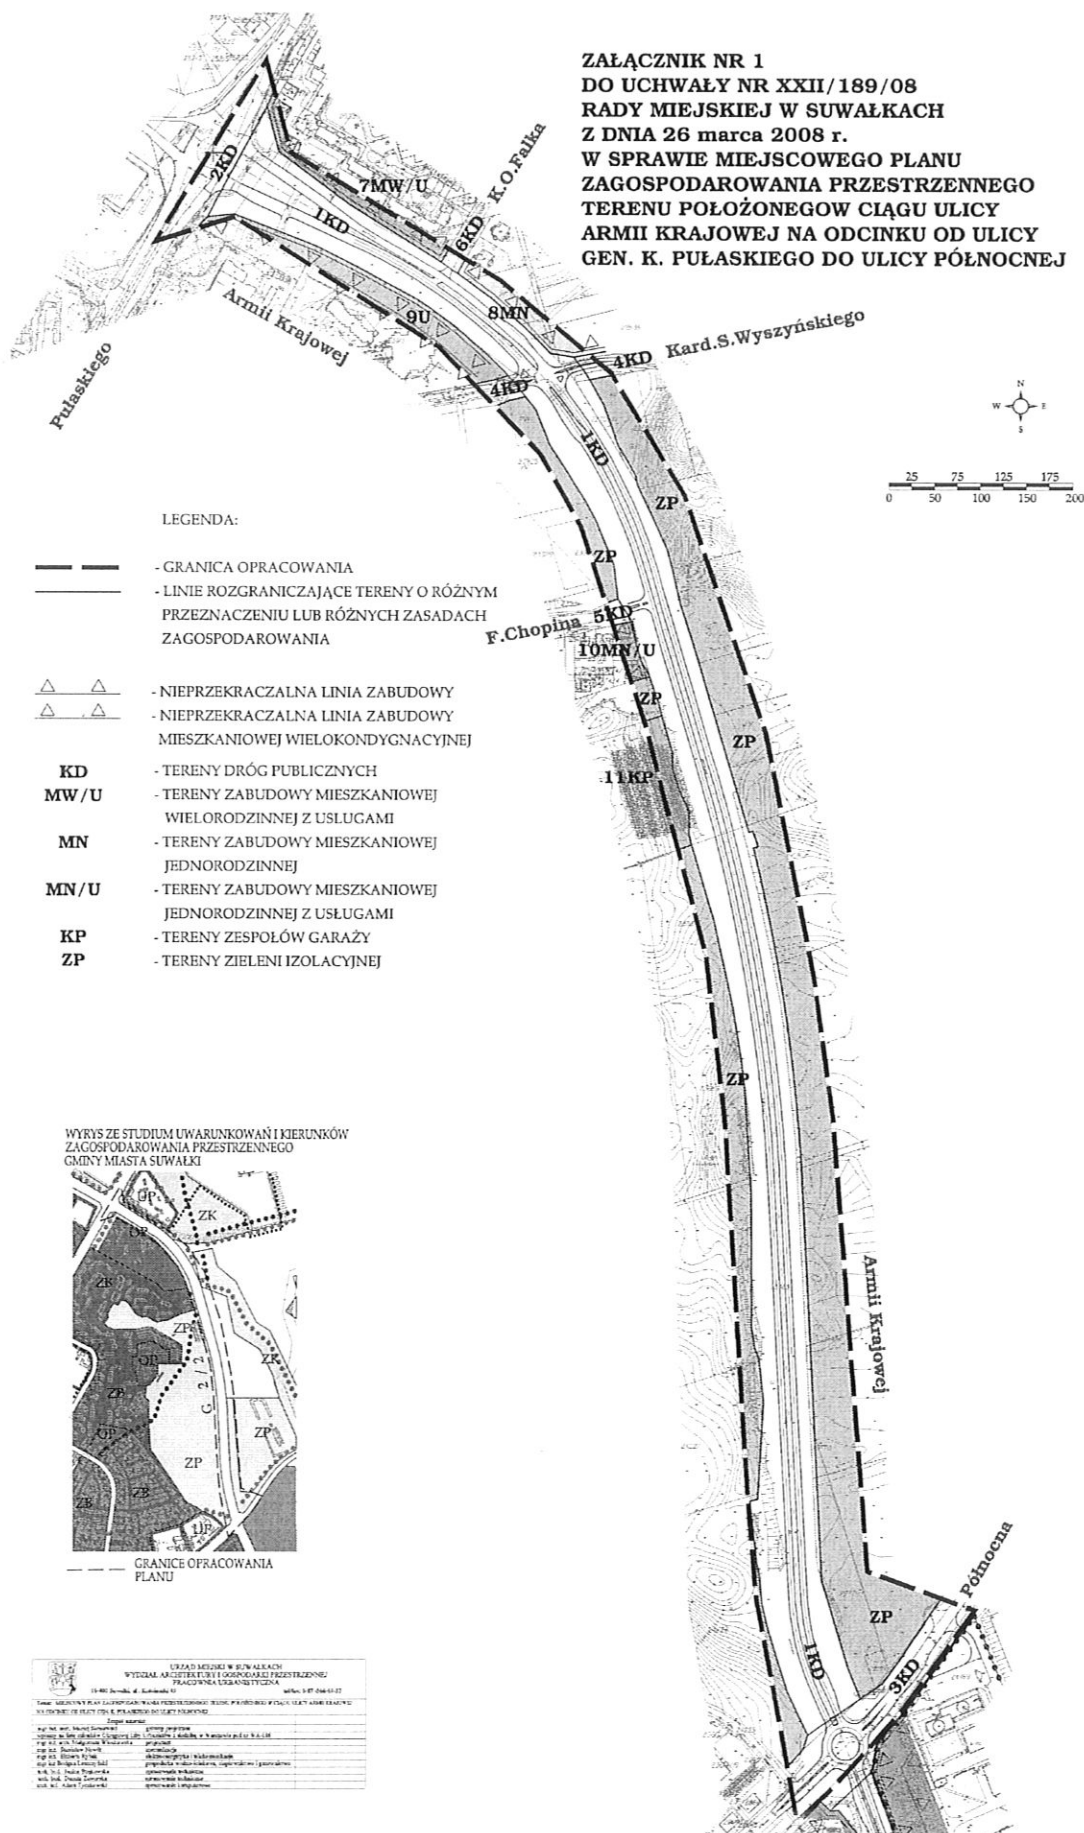 ZAŁĄCZNIK NR 1
DO UCHWAŁY NR XXII/189/08
RADY MIEJSKIEJ W SUWAŁKACH
Z DNIA 26 marca 2008 r.
W SPRAWIE MIEJSCOWEGO PLANU
ZAGOSPODAROWANIA PRZESTRZENNEGO
TERENU POŁOŻONEGOW CIĄGU ULICY
ARMII KRAJOWEJ NA ODCINKU OD ULICY
GEN. K. PUŁASKIEGO DO ULICY PÓŁNOCNEJ
2KD
7MW/U
K.O.Falka
6KD
1KD
8MN
9U
Armii Krajowej
Pułaskiego
4KD
Kard.S.Wyszyńskiego
4KD
1KD
N
W E
S
25 75 125 175
0 50 100 150 200
ZP
ZP
5KD
F.Chopina
10MN/U
ZP
ZP
11KP
ZP
Armii Krajowej
Północna
ZP
1KD
3KD
LEGENDA:
- GRANICA OPRACOWANIA
- LINIE ROZGRANICZAJĄCE TERENY O RÓŻNYM
PRZEZNACZENIU LUB RÓŻNYCH ZASADACH
ZAGOSPODAROWANIA
- NIEPRZEKRACZALNA LINIA ZABUDOWY
- NIEPRZEKRACZALNA LINIA ZABUDOWY
MIESZKANIOWEJ WIELOKONDYGNACYJNEJ
KD - TERENY DRÓG PUBLICZNYCH
MW/U - TERENY ZABUDOWY MIESZKANIOWEJ
WIELORODZINNEJ Z USŁUGAMI
MN - TERENY ZABUDOWY MIESZKANIOWEJ
JEDNORODZINNEJ
MN/U - TERENY ZABUDOWY MIESZKANIOWEJ
JEDNORODZINNEJ Z USŁUGAMI
KP - TERENY ZESPOŁÓW GARAŻY
ZP - TERENY ZIELENI IZOLACYJNEJ
WYRYS ZE STUDIUM UWARUNKOWAŃ I KIERUNKÓW
ZAGOSPODAROWANIA PRZESTRZENNEGO
GMINY MIASTA SUWAŁKI
ZK
ZK
ZP
G 2/2
ZK
ZP
ZP
ZB
ZB
ZB
UP
GRANICE OPRACOWANIA
PLANU
URZĄD MIEJSKI W SUWAŁKACH
WYDZIAŁ ARCHITEKTURY I GOSPODARKI PRZESTRZENNEJ
PRACOWNIA URBANISTYCZNA